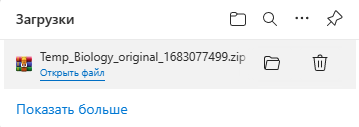 Загрузки
Temp_Biology_original_1683077499.zip
Открыть файл
Показать больше